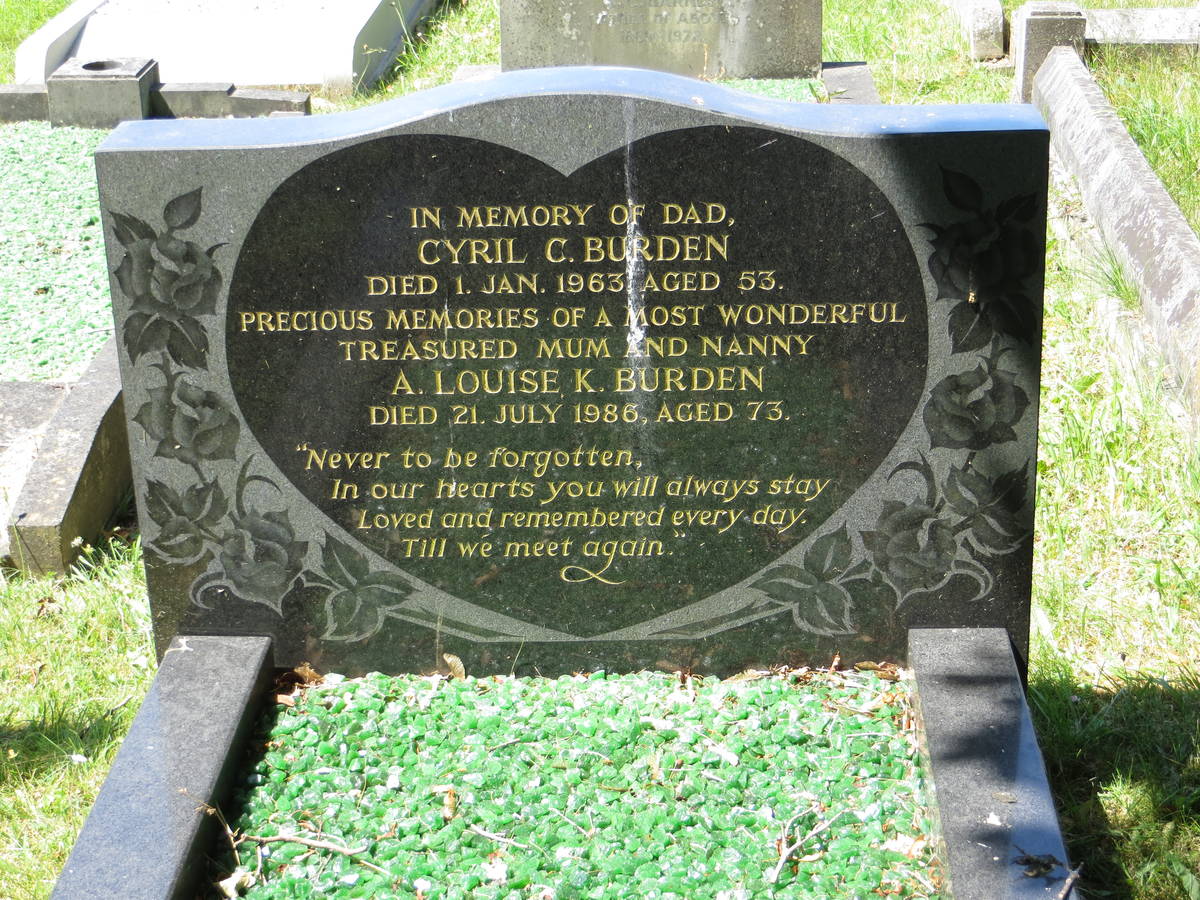 IN MEMORY OF DAD,
CYRIL C. BURDEN
DIED 1. JAN. 1963, AGED 53.
PRECIOUS MEMORIES OF A MOST WONDERFUL
TREASURED MUM AND NANNY
A. LOUISE K. BURDEN
DIED 21. JULY 1986, AGED 73.
"Never to be forgotten,
In our hearts you will always stay
Loved and remembered every day.
Till we meet again."